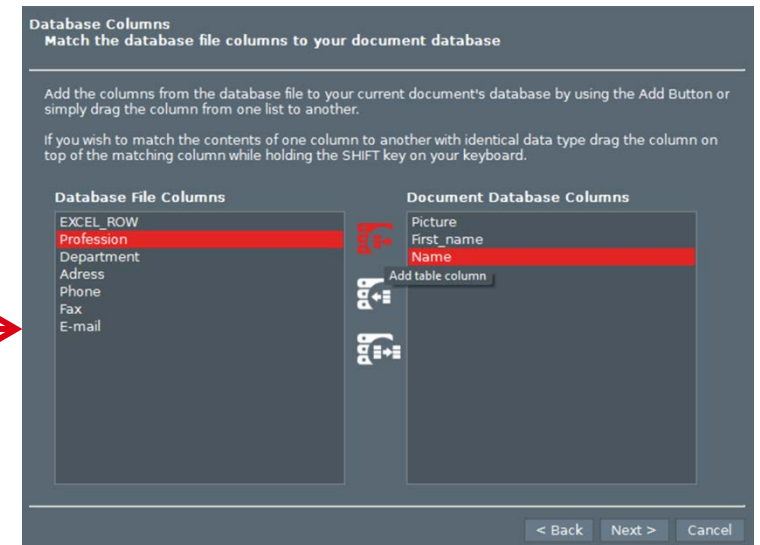 Database Columns
Match the database file columns to your document database
Add the columns from the database file to your current document's database by using the Add Button or
simply drag the column from one list to another.
If you wish to match the contents of one column to another with identical data type drag the column on
top of the matching column while holding the SHIFT key on your keyboard.
Database File Columns
EXCEL_ROW
Profession
Department
Adress
Phone
Fax
E-mail
Document Database Columns
Picture
First_name
Name
Add table column
< Back Next > Cancel